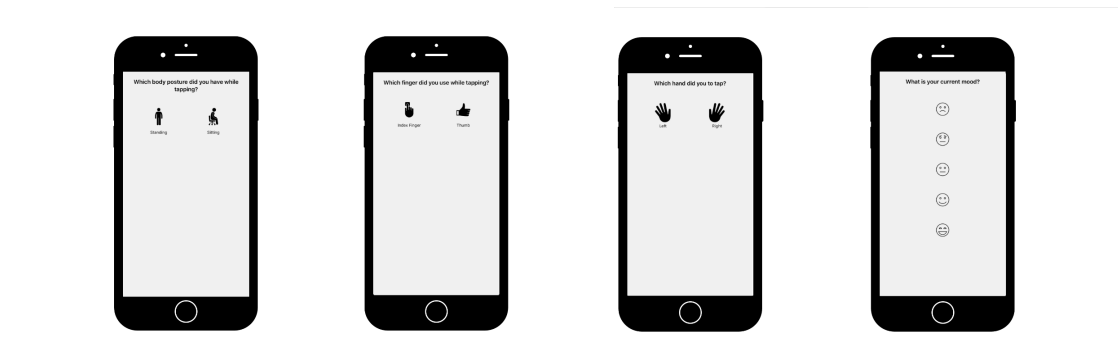 Which body posture did you have while
tapping?
Standing
Sitting
Which finger did you use while tapping?
Index Finger
Thumb
Which hand did you to tap?
Left
Right
What is your current mood?